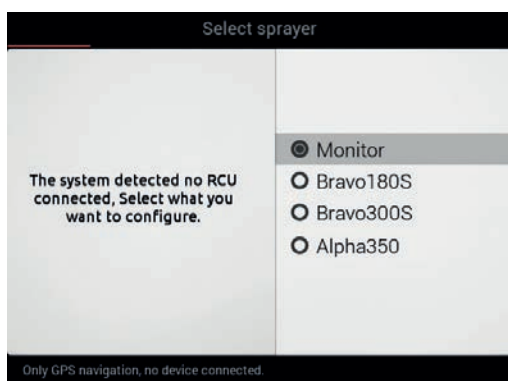 Select sprayer
The system detected no RCU
connected, Select what you
want to configure.
Monitor
Bravo180S
Bravo300S
Alpha350
Only GPS navigation, no device connected.